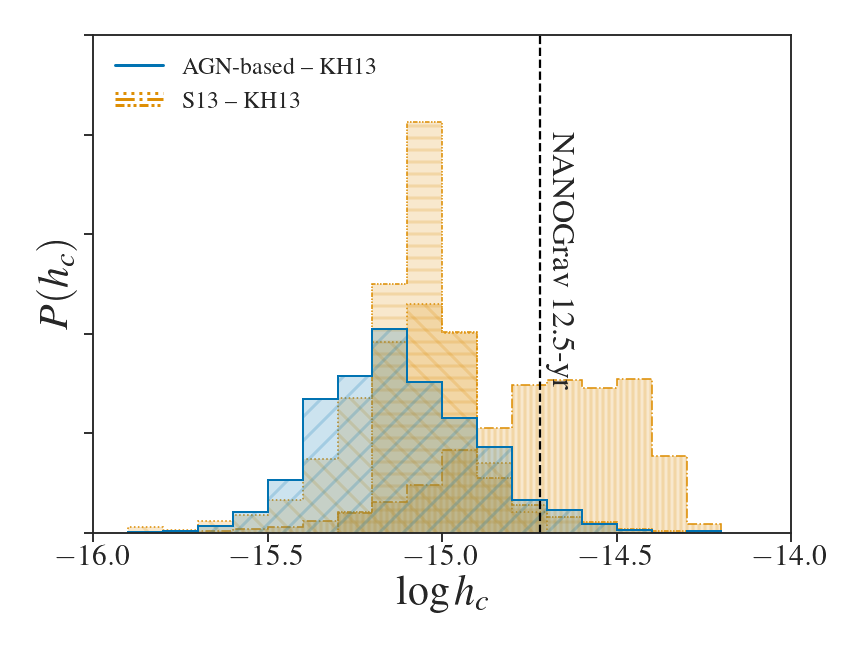 AGN-based – KH13
S13 – KH13
NANOGrav 12.5-yr
P(h_c)
−16.0 −15.5 −15.0 −14.5 −14.0
log h_c